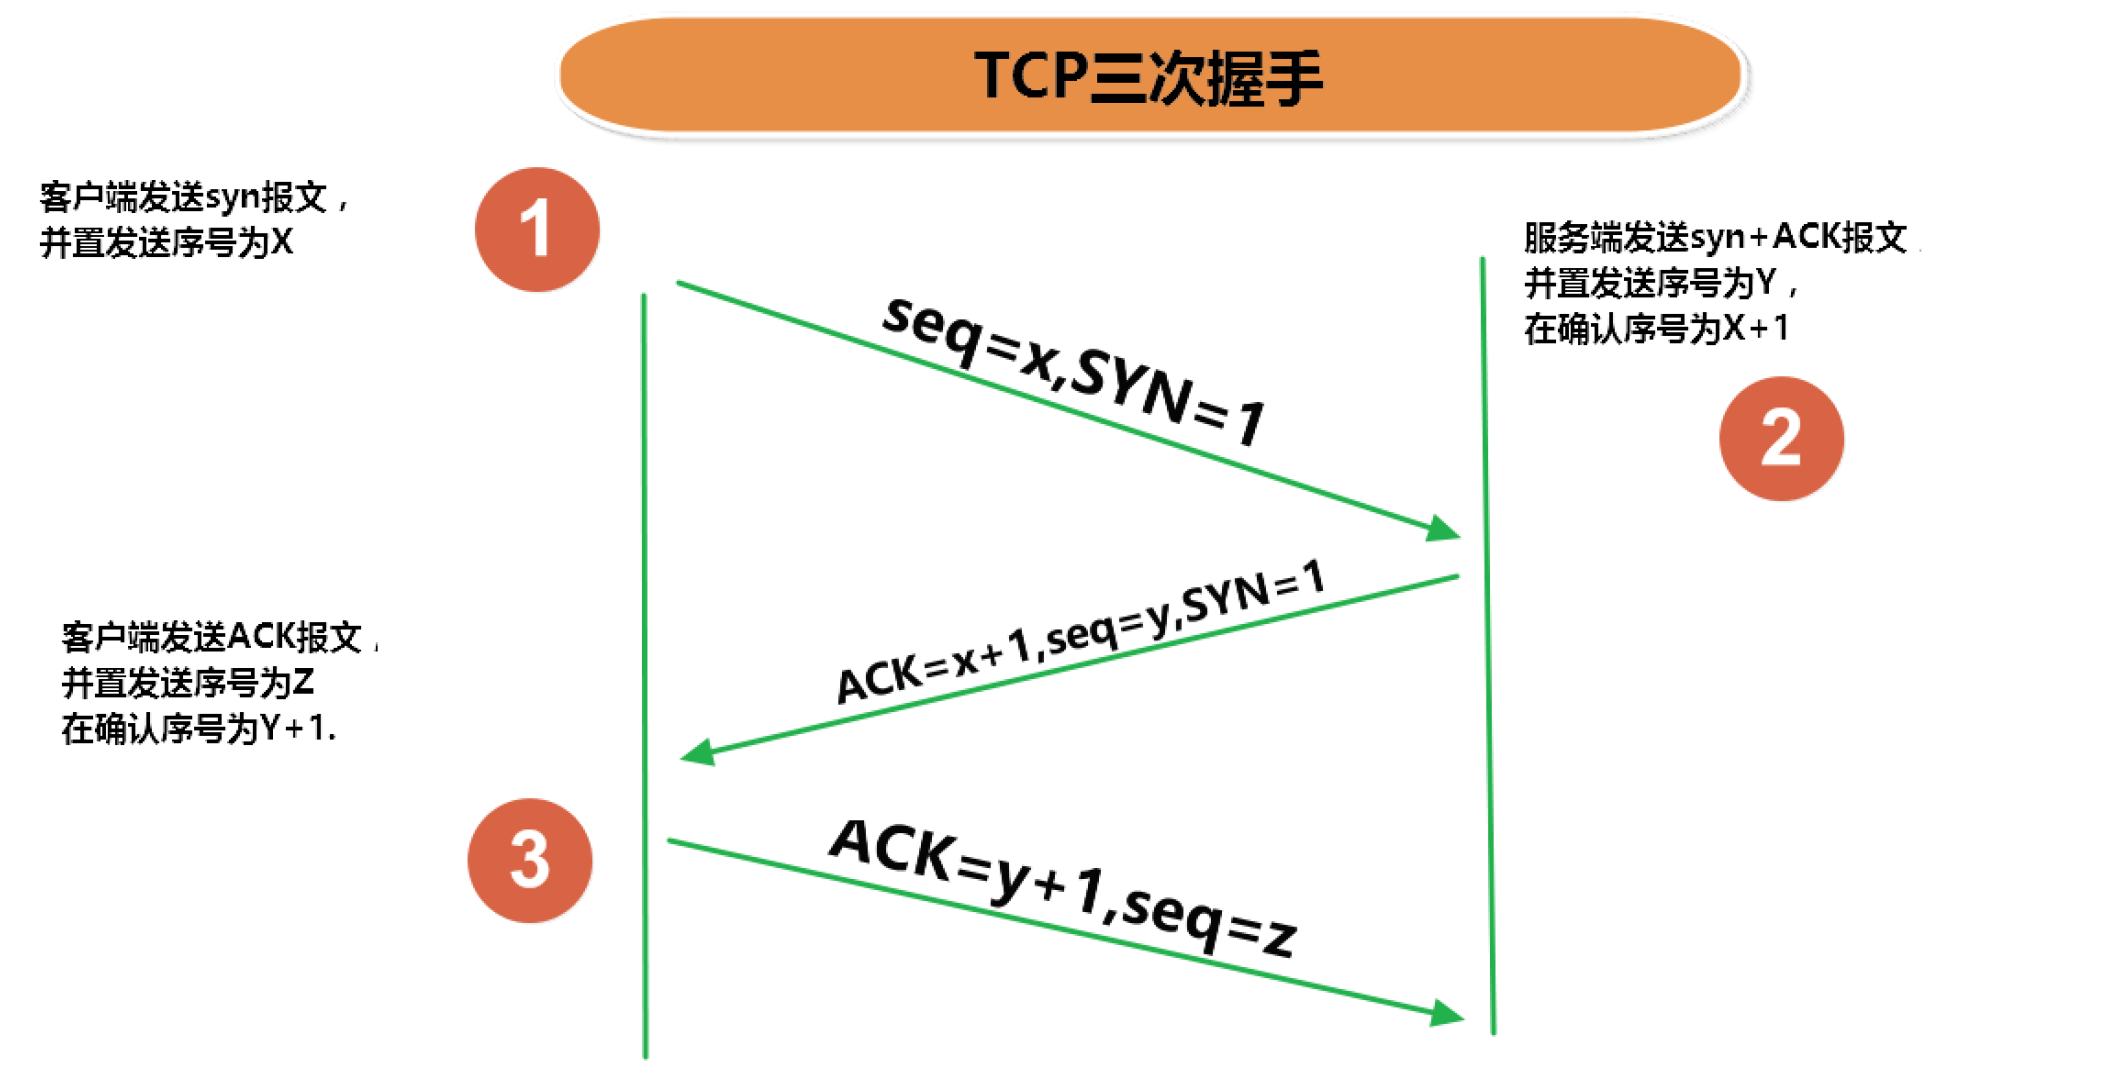 TCP三次握手
客户端发送syn报文，
并置发送序号为X
1
服务端发送syn+ACK报文
并置发送序号为Y，
在确认序号为X+1
2
seq=x,SYN=1
ACK=x+1,seq=y,SYN=1
客户端发送ACK报文，
并置发送序号为Z
在确认序号为Y+1.
3
ACK=y+1,seq=z